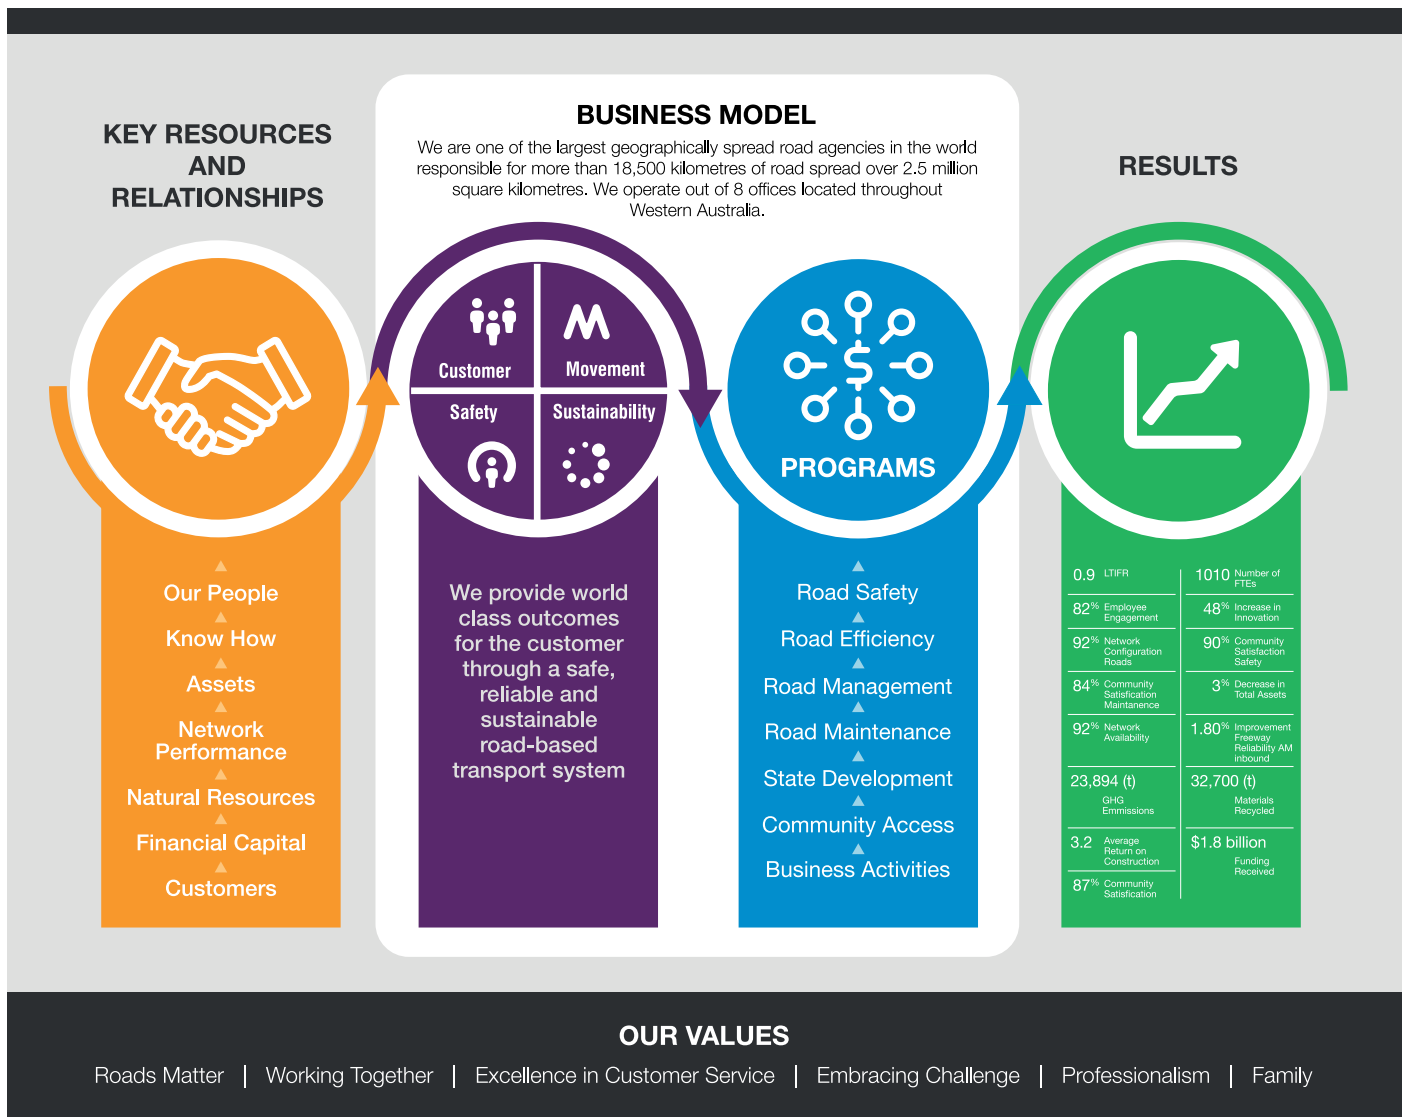 KEY RESOURCES
AND
RELATIONSHIPS
BUSINESS MODEL
We are one of the largest geographically spread road agencies in the world
responsible for more than 18,500 kilometres of road spread over 2.5 million
square kilometres. We operate out of 8 offices located throughout
Western Australia.
RESULTS
Customer
Movement
Safety
Sustainability
PROGRAMS
Our People
Know How
Assets
Network
Performance
Natural Resources
Financial Capital
Customers
We provide world
class outcomes
for the customer
through a safe,
reliable and
sustainable
road-based
transport system
Road Safety
Road Efficiency
Road Management
Road Maintenance
State Development
Community Access
Business Activities
0.9 LTIFR
82% Employee
Engagement
92% Network
Configuration
Roads
84% Community
Satisfication
Maintanence
92% Network
Availability
23,894 (t)
GHG
Emmissions
3.2 Average
Return on
Construction
87% Community
Satisfication
1010 Number of
FTEs
48% Increase in
Innovation
90% Community
Satisfaction
Safety
3% Decrease in
Total Assets
1.80% Improvement
Freeway
Reliability AM
inbound
32,700 (t)
Materials
Recycled
$1.8 billion
Funding
Received
OUR VALUES
Roads Matter | Working Together | Excellence in Customer Service | Embracing Challenge | Professionalism | Family